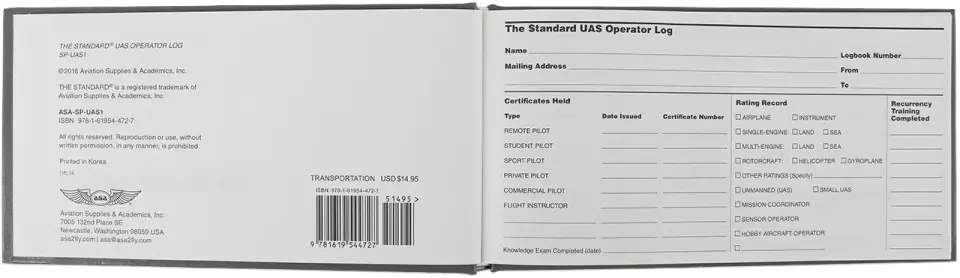 THE STANDARD® UAS OPERATOR LOG
SP-UAS1
©2016 Aviation Supplies & Academics, Inc.
THE STANDARD® is a registered trademark of
Aviation Supplies & Academics, Inc.
ASA-SP-UAS1
ISBN 978-1-61954-472-7
All rights reserved. Reproduction or use, without
written permission, in any manner, is prohibited.
Printed in Korea
asa
Aviation Supplies & Academics, Inc.
7005 132nd Place SE
Newcastle, Washington 98059 USA
asa2fly.com | asa@asa2fly.com
TRANSPORTATION USD $14.95
ISBN 978-1-61954-472-7
51495 >
9 781619 544727
The Standard UAS Operator Log
Name
Logbook Number
Mailing Address
From
To
Certificates Held
Type Date Issued Certificate Number
REMOTE PILOT
STUDENT PILOT
SPORT PILOT
PRIVATE PILOT
COMMERCIAL PILOT
FLIGHT INSTRUCTOR
Knowledge Exam Completed (date)
Rating Record
AIRPLANE INSTRUMENT
SINGLE-ENGINE: LAND SEA
MULTI-ENGINE: LAND SEA
ROTORCRAFT: HELICOPTER GYROPLANE
OTHER RATINGS (Specify)
UNMANNED (UAS) SMALL UAS
MISSION COORDINATOR
SENSOR OPERATOR
HOBBY AIRCRAFT OPERATOR
Recurrency
Training
Completed